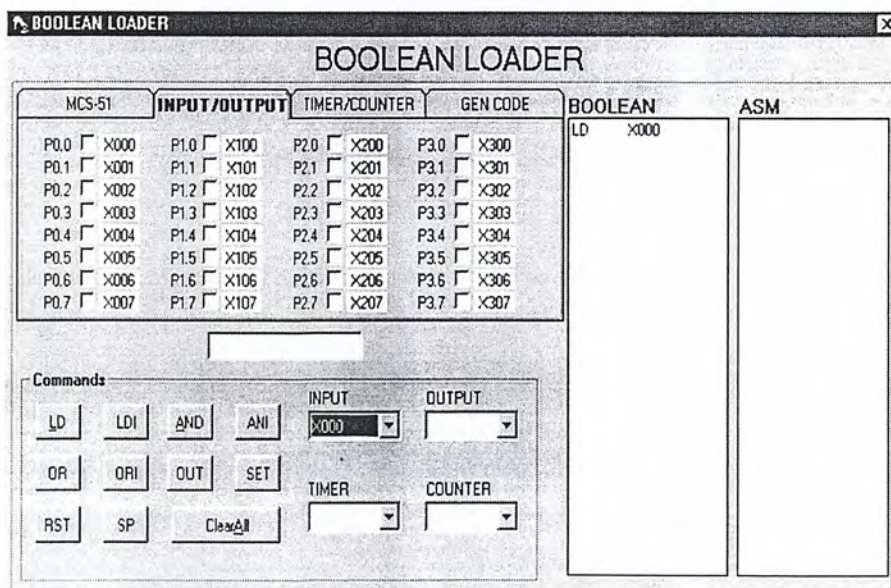 BOOLEAN LOADER
BOOLEAN LOADER
MCS-51 INPUT/OUTPUT TIMER/COUNTER GEN CODE
BOOLEAN ASM
LD X000
P0.0 X000 P1.0 X100 P2.0 X200 P3.0 X300
P0.1 X001 P1.1 X101 P2.1 X201 P3.1 X301
P0.2 X002 P1.2 X102 P2.2 X202 P3.2 X302
P0.3 X003 P1.3 X103 P2.3 X203 P3.3 X303
P0.4 X004 P1.4 X104 P2.4 X204 P3.4 X304
P0.5 X005 P1.5 X105 P2.5 X205 P3.5 X305
P0.6 X006 P1.6 X106 P2.6 X206 P3.6 X306
P0.7 X007 P1.7 X107 P2.7 X207 P3.7 X307
Commands
LD LDI AND ANI
OR ORI OUT SET
RST SP ClearAll
INPUT OUTPUT
X000
TIMER COUNTER